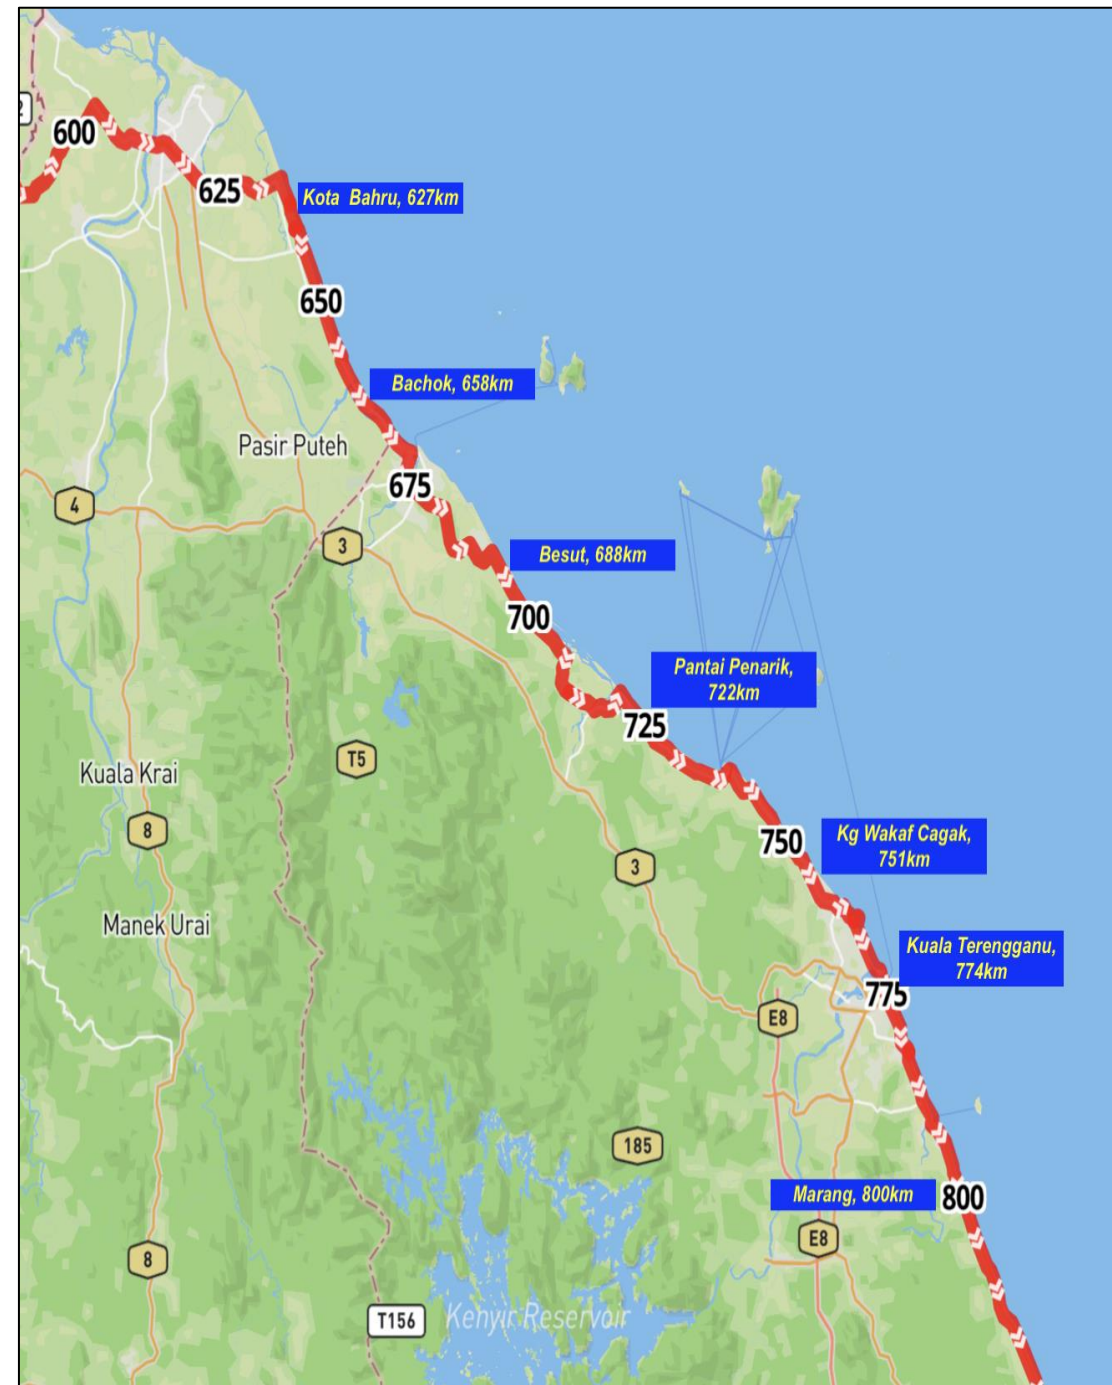 2
600
625
Kota Bahru, 627km
650
Bachok, 658km
Pasir Puteh
675
4
3
Besut, 688km
700
Pantai Penarik,
722km
725
T5
Kuala Krai
8
750
Kg Wakaf Cagak,
751km
3
Manek Urai
Kuala Terengganu,
774km
775
E8
185
Marang, 800km
800
E8
8
T156
Kenyir Reservoir